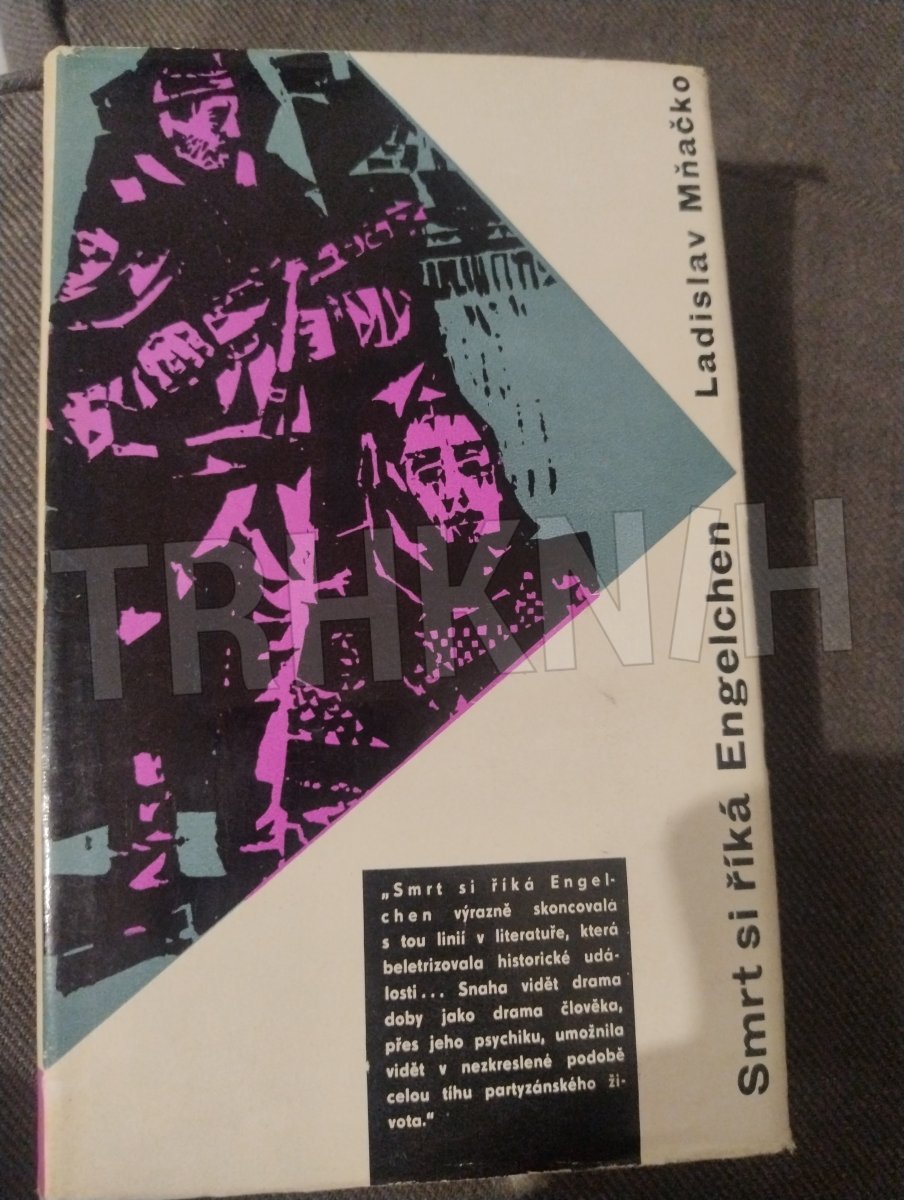 Ladislav Mňačko
Smrt si říká Engelchen
TRHKNIH
„Smrt si říká Engel-
chen výrazně skoncovala
s tou linií v literatuře, která
beletrizovala historické udá-
losti... Snaha vidět drama
doby jako drama člověka,
přes jeho psychiku, umožnila
vidět v nezkreslené podobě
celou tíhu partyzánského ži-
vota.“